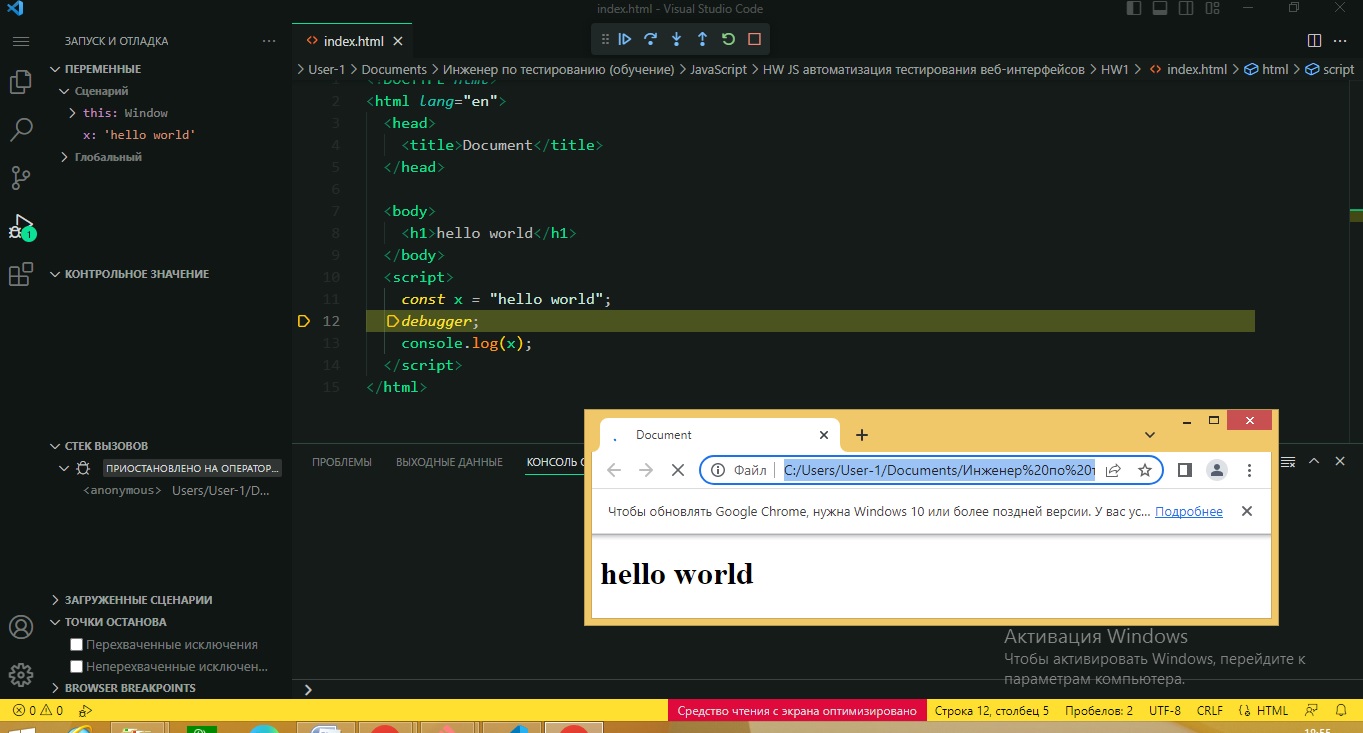 index.html - Visual Studio Code
ЗАПУСК И ОТЛАДКА ...
index.html
User-1 > Documents > Инженер по тестированию (обучение) > JavaScript > HW JS автоматизация тестирования веб-интерфейсов > HW1 > index.html > html > script
ПЕРЕМЕННЫЕ
Сценарий
this: Window
x: 'hello world'
Глобальный
<!DOCTYPE html>
2 <html lang="en">
3 <head>
4 <title>Document</title>
5 </head>
6
7 <body>
8 <h1>hello world</h1>
9 </body>
10 <script>
11 const x = "hello world";
12 debugger;
13 console.log(x);
14 </script>
15 </html>
КОНТРОЛЬНОЕ ЗНАЧЕНИЕ
СТЕК ВЫЗОВОВ
ПРИОСТАНОВЛЕНО НА ОПЕРАТОР...
<anonymous> Users/User-1/D...
ЗАГРУЖЕННЫЕ СЦЕНАРИИ
ТОЧКИ ОСТАНОВА
Перехваченные исключения
Неперехваченные исключен...
BROWSER BREAKPOINTS
ПРОБЛЕМЫ ВЫХОДНЫЕ ДАННЫЕ КОНСОЛЬ
Document
Файл C:/Users/User-1/Documents/Инженер%20по%20
Чтобы обновлять Google Chrome, нужна Windows 10 или более поздней версии. У вас ус... Подробнее
hello world
Активация Windows
Чтобы активировать Windows, перейдите к
параметрам компьютера.
0 0 1
Средство чтения с экрана оптимизировано Строка 12, столбец 5 Пробелов: 2 UTF-8 CRLF HTML